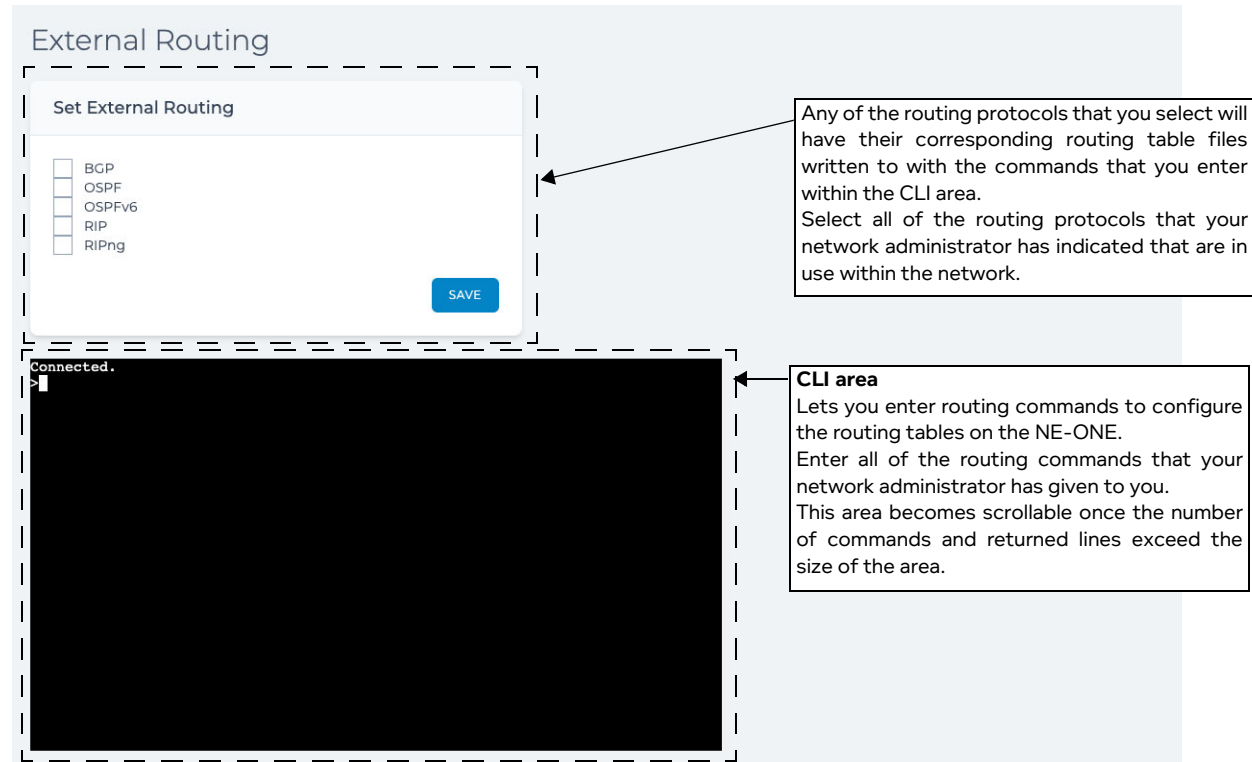 External Routing
Set External Routing
BGP
OSPF
OSPFv6
RIP
RIPng
SAVE
Any of the routing protocols that you select will
have their corresponding routing table files
written to with the commands that you enter
within the CLI area.
Select all of the routing protocols that your
network administrator has indicated that are in
use within the network.
Connected.
>
CLI area
Lets you enter routing commands to configure
the routing tables on the NE-ONE.
Enter all of the routing commands that your
network administrator has given to you.
This area becomes scrollable once the number
of commands and returned lines exceed the
size of the area.